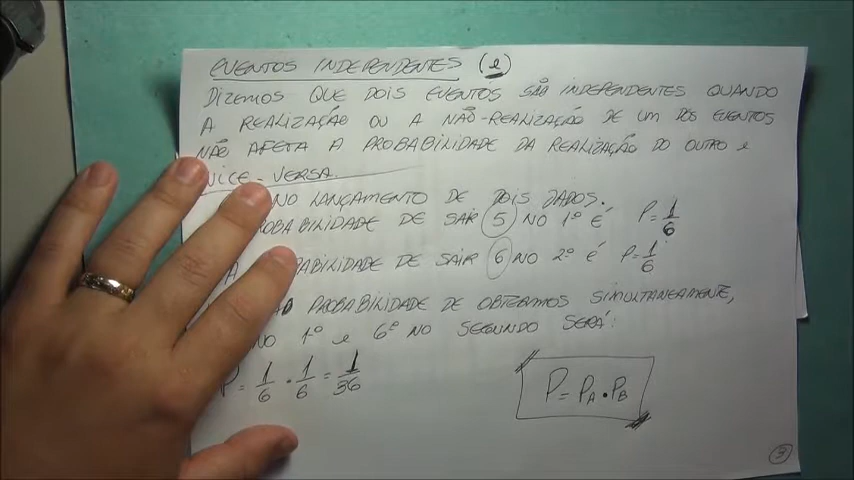 EVENTOS INDEPENDENTES (e)
DIZEMOS QUE DOIS EVENTOS SÃO INDEPENDENTES QUANDO
A REALIZAÇÃO OU A NÃO-REALIZAÇÃO DE UM DOS EVENTOS
NÃO AFETA A PROBABILIDADE DA REALIZAÇÃO DO OUTRO e
VICE-VERSA.
NO LANÇAMENTO DE DOIS DADOS.
PROBABILIDADE DE SAIR 5 NO 1º É P = 1/6
A PROBABILIDADE DE SAIR 6 NO 2º É P = 1/6
PROBABILIDADE DE OBTERMOS SIMULTANEAMENTE,
NO 1º e 6º NO SEGUNDO SERÁ:
P = 1/6 . 1/6 = 1/36
P = PA . PB
3